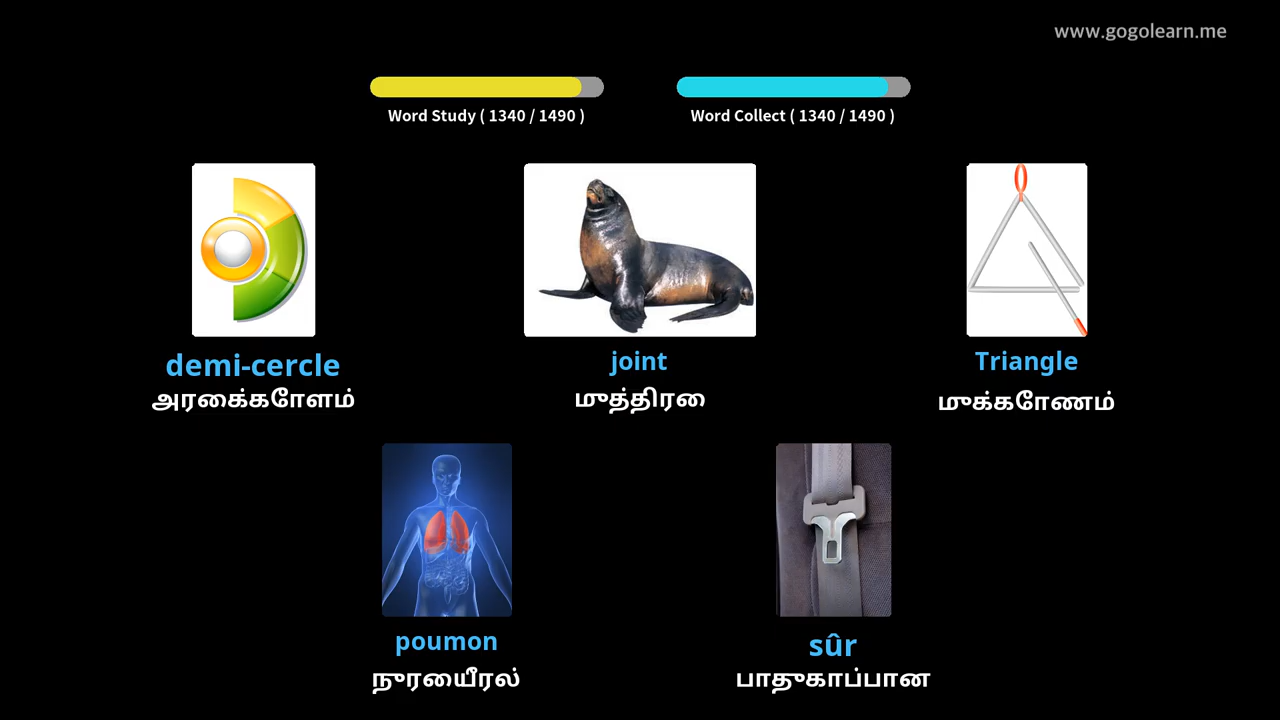 www.gogolearn.me
Word Study ( 1340 / 1490 )
Word Collect ( 1340 / 1490 )
demi-cercle
அரைக்கோளம்
joint
முத்திரை
Triangle
முக்கோணம்
poumon
நுரையீரல்
sûr
பாதுகாப்பான